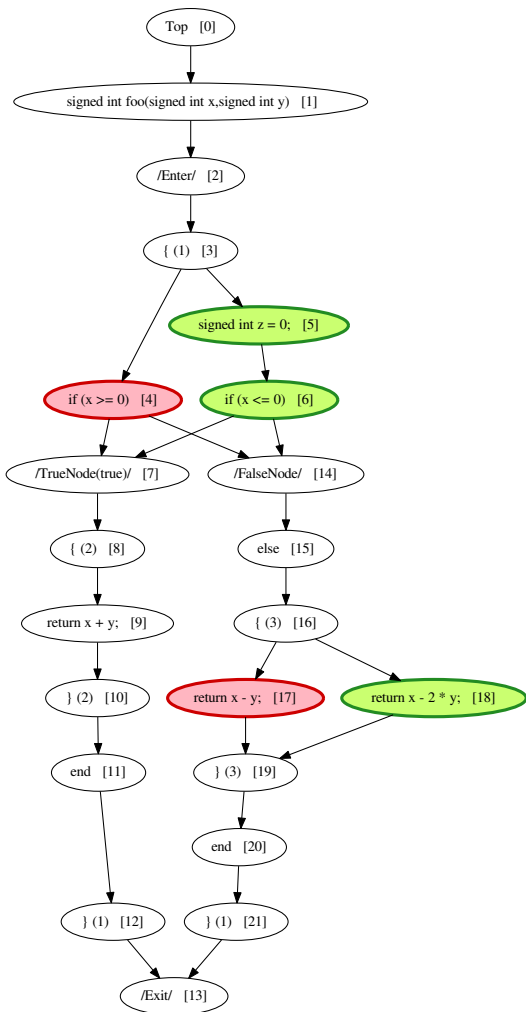 Top [0]
signed int foo(signed int x,signed int y) [1]
/Enter/ [2]
{ (1) [3]
signed int z = 0; [5]
if (x >= 0) [4]
if (x <= 0) [6]
/TrueNode(true)/ [7]
/FalseNode/ [14]
{ (2) [8]
else [15]
return x + y; [9]
{ (3) [16]
} (2) [10]
return x - y; [17]
return x - 2 * y; [18]
end [11]
} (3) [19]
end [20]
} (1) [12]
} (1) [21]
/Exit/ [13]